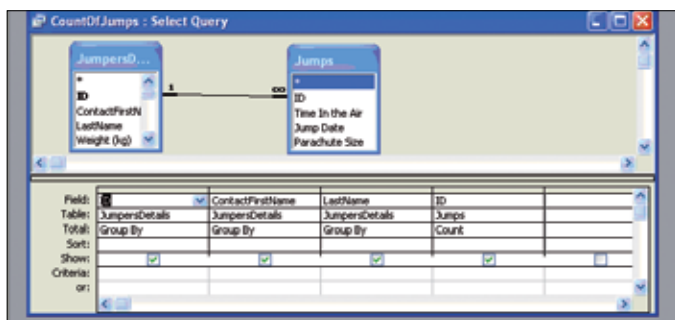 CountOfJumps : Select Query
JumpersD...
*
ID
ContactFirstN
LastName
Weight (kg)
1
∞
Jumps
*
ID
Time In the Air
Jump Date
Parachute Size
Field: ID ContactFirstName LastName ID
Table: JumpersDetails JumpersDetails JumpersDetails Jumps
Total: Group By Group By Group By Count
Sort:
Show:
Criteria:
or: